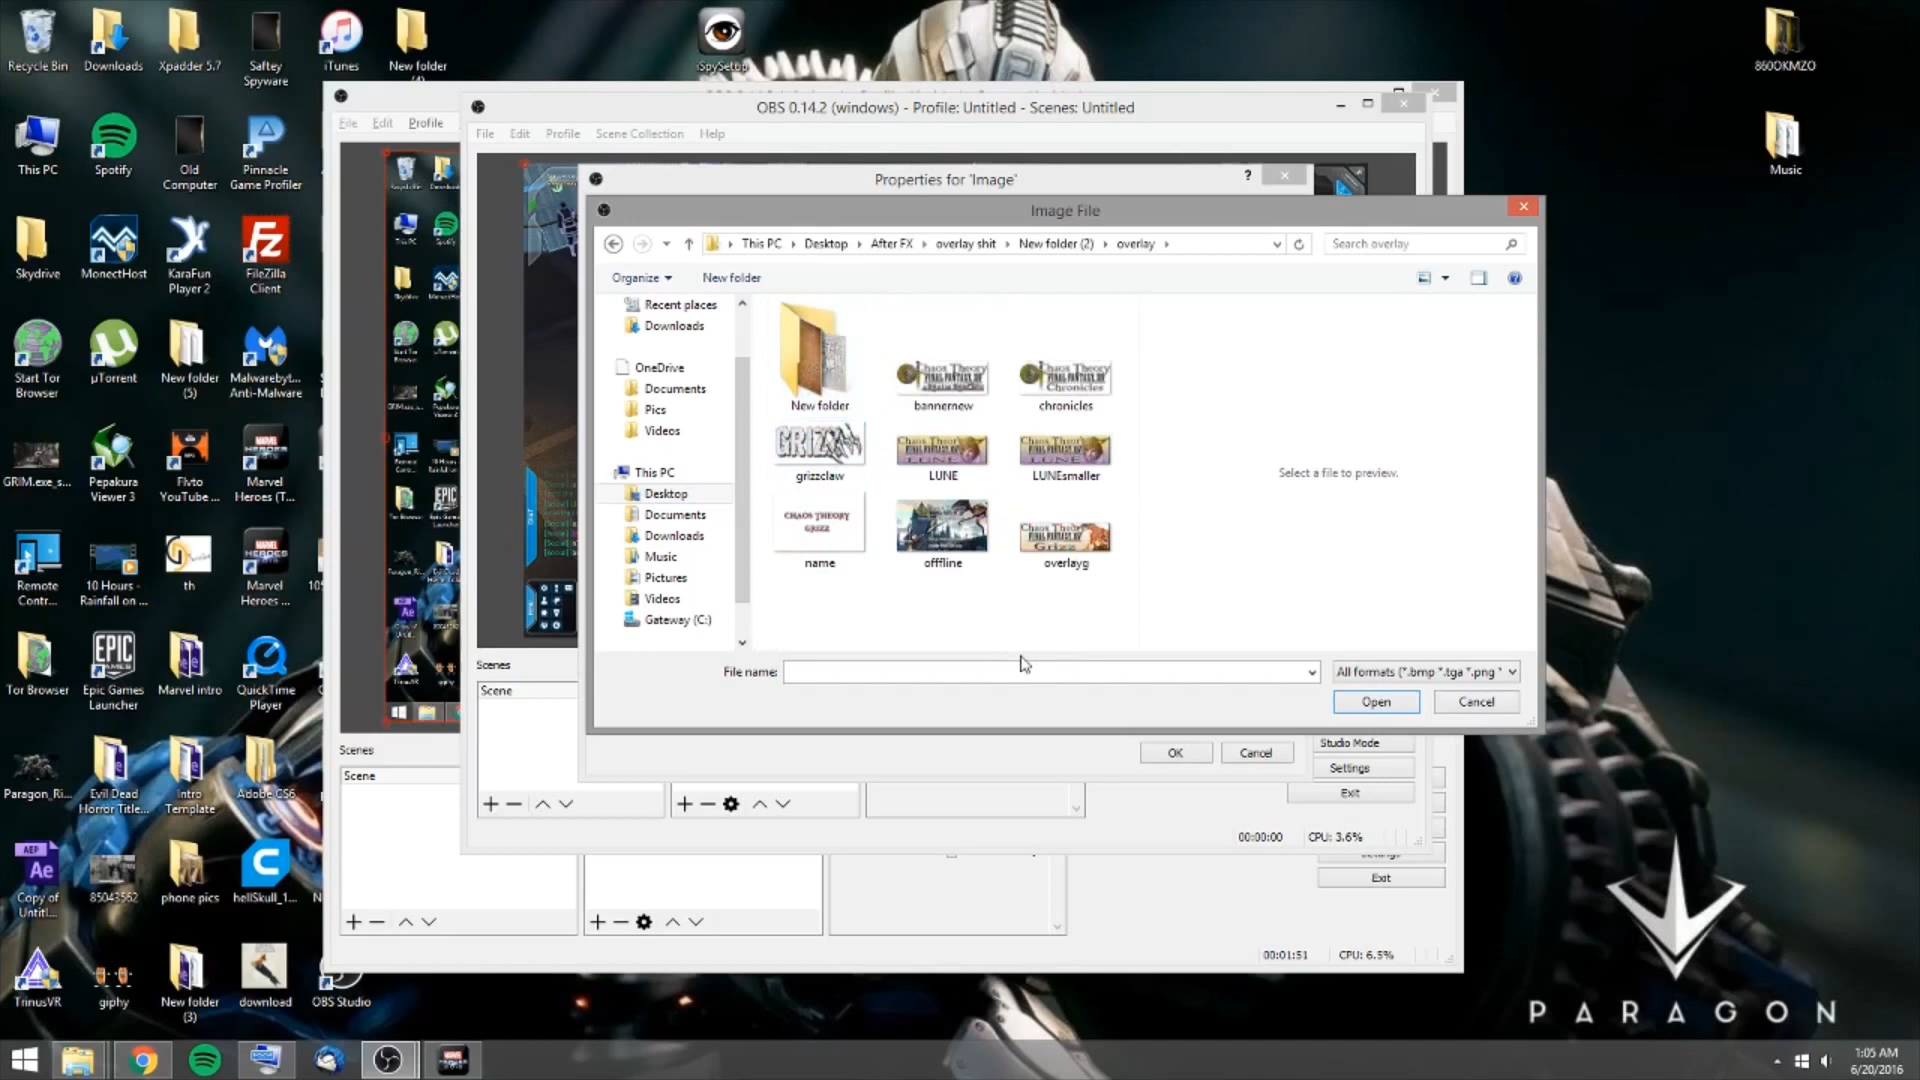 Recycle Bin
Downloads
Xpadder 5.7
Saftey
Spyware
iTunes
New folder
(4)
iSpySetup
8600KMZO
This PC
Spotify
Old
Computer
Pinnacle
Game Profiler
Music
Skydrive
MonectHost
KaraFun
Player 2
FileZilla
Client
Start Tor
Browser
µTorrent
New folder
(5)
Malwarebyt...
Anti-Malware
GRIM.exe_s...
Pepakura
Viewer 3
Flvto
YouTube ...
Marvel
Heroes (T...
Remote
Contr...
10 Hours -
Rainfall on ...
th
Marvel
Heroes ...
Tor Browser
Epic Games
Launcher
Marvel intro
QuickTime
Player
Paragon_Ri...
Evil Dead
Horror Title...
Intro
Template
Adobe CS6
Copy of
Untitl...
85043562
phone pics
hellSkull_1...
TrinusVR
giphy
New folder
(3)
download
OBS Studio
File Edit Profile
OBS 0.14.2 (windows) - Profile: Untitled - Scenes: Untitled
File Edit Profile Scene Collection Help
Properties for 'Image'
?
Image File
This PC Desktop After FX overlay shit New folder (2) overlay
Search overlay
Organize
New folder
Recent places
Downloads
OneDrive
Documents
Pics
Videos
This PC
Desktop
Documents
Downloads
Music
Pictures
Videos
Gateway (C:)
New folder
bannernew
chronicles
grizzclaw
LUNE
LUNEsmaller
CHAOS THEORY
GRIZZ
name
offfline
overlayg
Select a file to preview.
File name:
All formats (*.bmp *.tga *.png *
Open
Cancel
OK
Cancel
Scenes
Scene
Studio Mode
Settings
Exit
00:00:00
CPU: 3.6%
Scenes
Scene
Settings
Exit
00:01:51
CPU: 6.5%
PARAGON
1:05 AM
6/20/2016